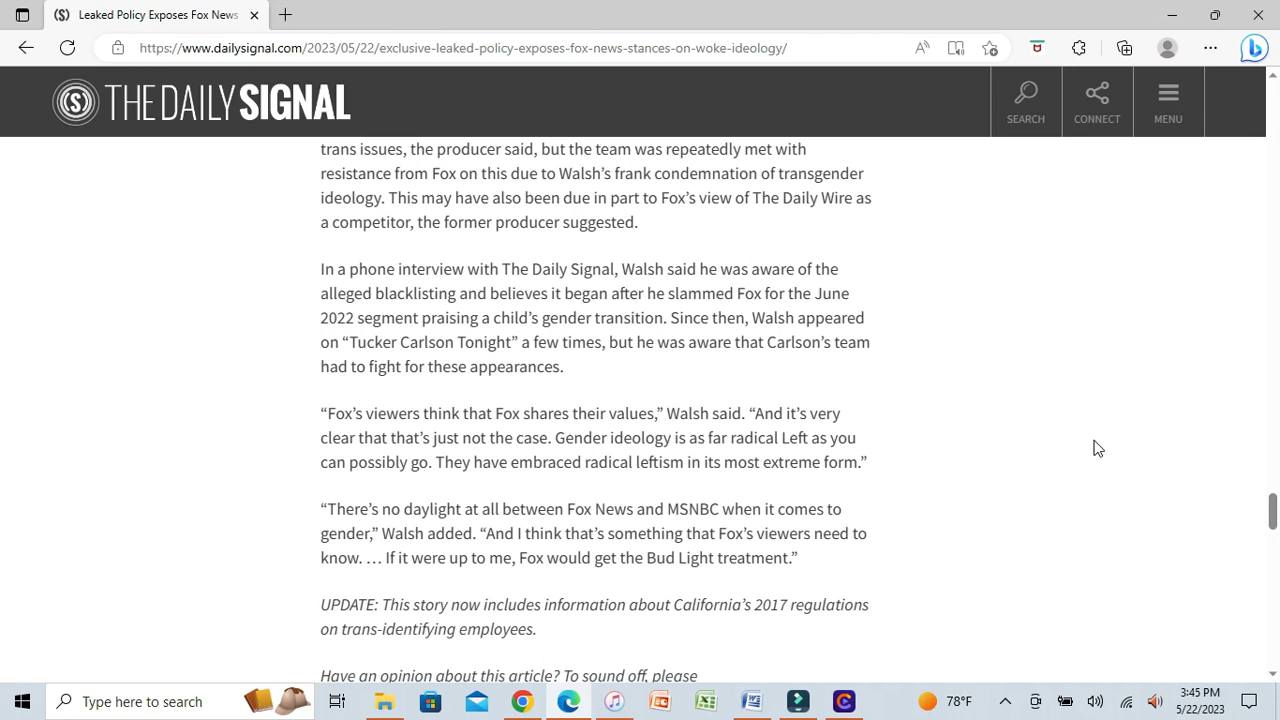 Leaked Policy Exposes Fox News
https://www.dailysignal.com/2023/05/22/exclusive-leaked-policy-exposes-fox-news-stances-on-woke-ideology/
THE DAILY SIGNAL
SEARCH
CONNECT
MENU
trans issues, the producer said, but the team was repeatedly met with
resistance from Fox on this due to Walsh’s frank condemnation of transgender
ideology. This may have also been due in part to Fox’s view of The Daily Wire as
a competitor, the former producer suggested.
In a phone interview with The Daily Signal, Walsh said he was aware of the
alleged blacklisting and believes it began after he slammed Fox for the June
2022 segment praising a child’s gender transition. Since then, Walsh appeared
on “Tucker Carlson Tonight” a few times, but he was aware that Carlson’s team
had to fight for these appearances.
“Fox’s viewers think that Fox shares their values,” Walsh said. “And it’s very
clear that that’s just not the case. Gender ideology is as far radical Left as you
can possibly go. They have embraced radical leftism in its most extreme form.”
“There’s no daylight at all between Fox News and MSNBC when it comes to
gender,” Walsh added. “And I think that’s something that Fox’s viewers need to
know. … If it were up to me, Fox would get the Bud Light treatment.”
UPDATE: This story now includes information about California’s 2017 regulations
on trans-identifying employees.
Have an opinion about this article? To sound off, please
Type here to search
78°F
3:45 PM
5/22/2023